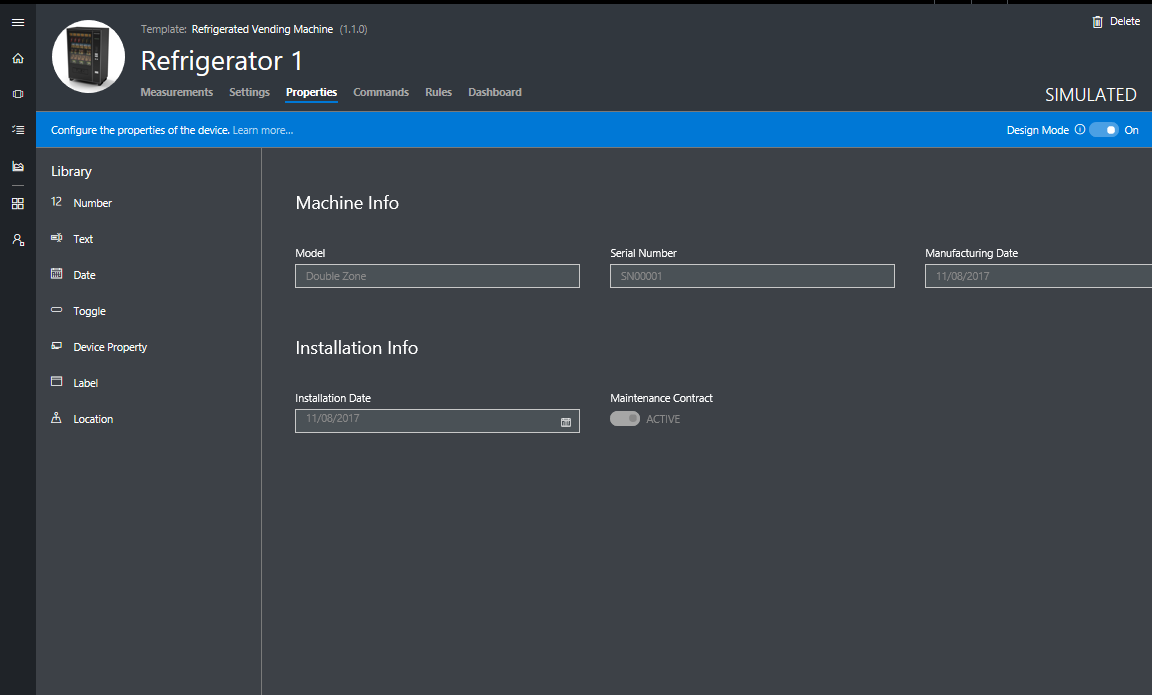 Template: Refrigerated Vending Machine (1.1.0)
Delete
Refrigerator 1
Measurements Settings Properties Commands Rules Dashboard
SIMULATED
Configure the properties of the device. Learn more...
Design Mode On
Library
12 Number
Text
Date
Toggle
Device Property
Label
Location
Machine Info
Model Serial Number Manufacturing Date
Double Zone SN00001 11/08/2017
Installation Info
Installation Date Maintenance Contract
11/08/2017 ACTIVE